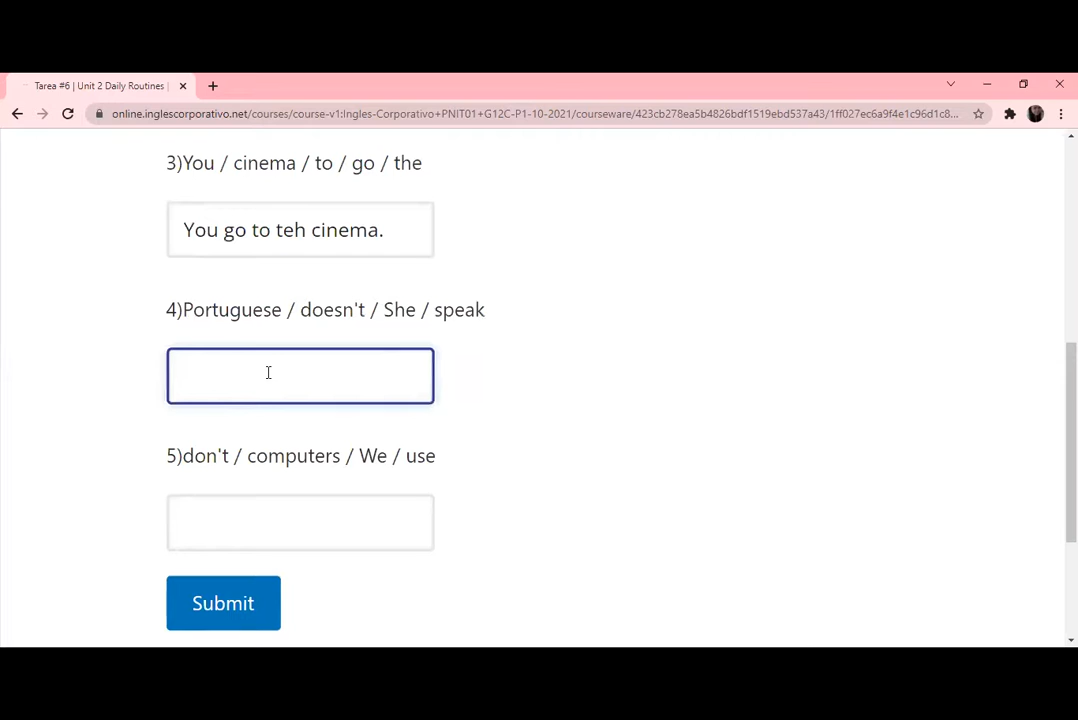 Tarea #6 | Unit 2 Daily Routines |
online.inglescorporativo.net/courses/course-v1:Ingles-Corporativo+PNIT01+G12C-P1-10-2021/courseware/423cb278ea5b4826bdf1519ebd537a43/1ff027ec6a9f4e1c96d1c8...
3)You / cinema / to / go / the
You go to teh cinema.
4)Portuguese / doesn't / She / speak
5)don't / computers / We / use
Submit